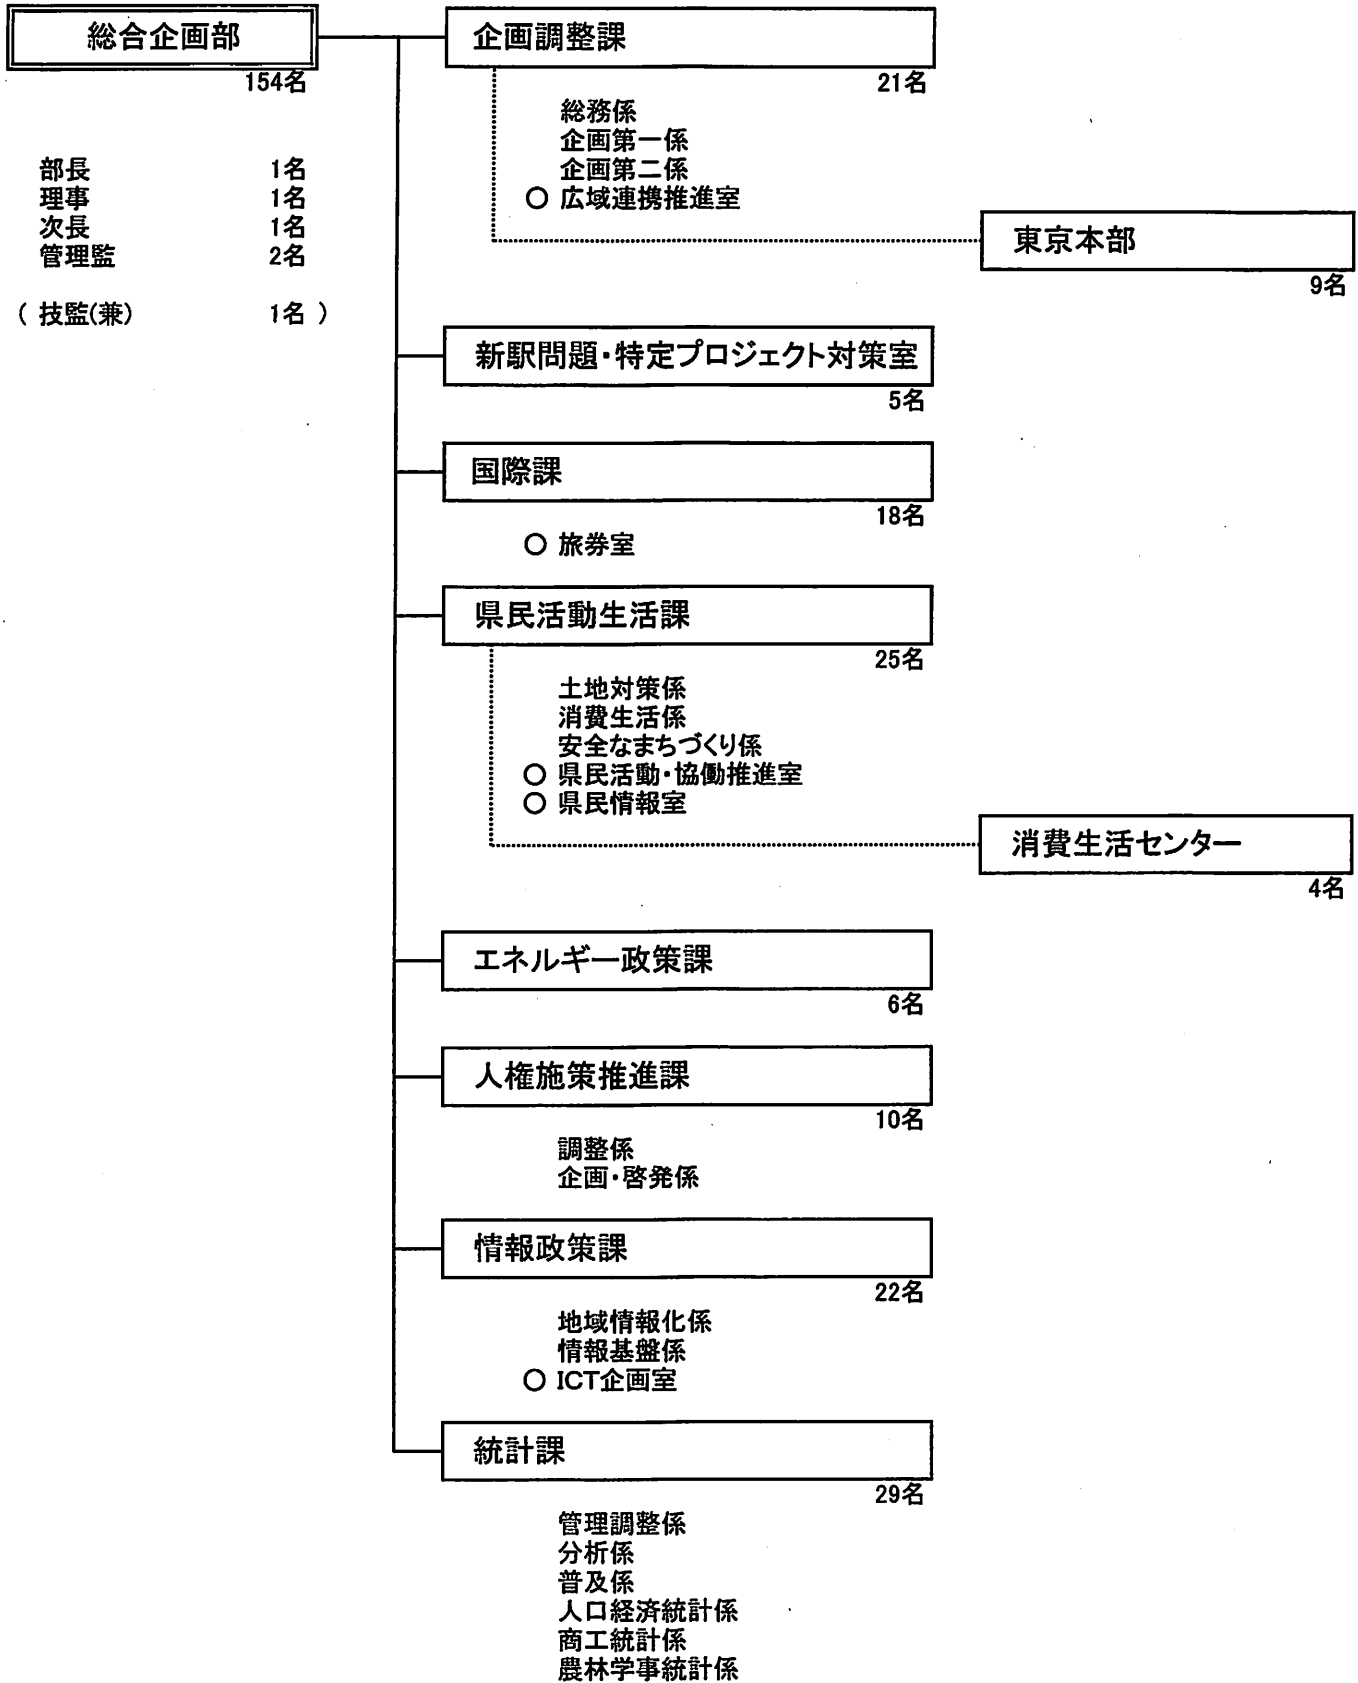 総合企画部
154名
部長 1名
理事 1名
次長 1名
管理監 2名
( 技監(兼) 1名 )
企画調整課
21名
総務係
企画第一係
企画第二係
○ 広域連携推進室
東京本部
9名
新駅問題・特定プロジェクト対策室
5名
国際課
18名
○ 旅券室
県民活動生活課
25名
土地対策係
消費生活係
安全なまちづくり係
○ 県民活動・協働推進室
○ 県民情報室
消費生活センター
4名
エネルギー政策課
6名
人権施策推進課
10名
調整係
企画・啓発係
情報政策課
22名
地域情報化係
情報基盤係
○ ICT企画室
統計課
29名
管理調整係
分析係
普及係
人口経済統計係
商工統計係
農林学事統計係